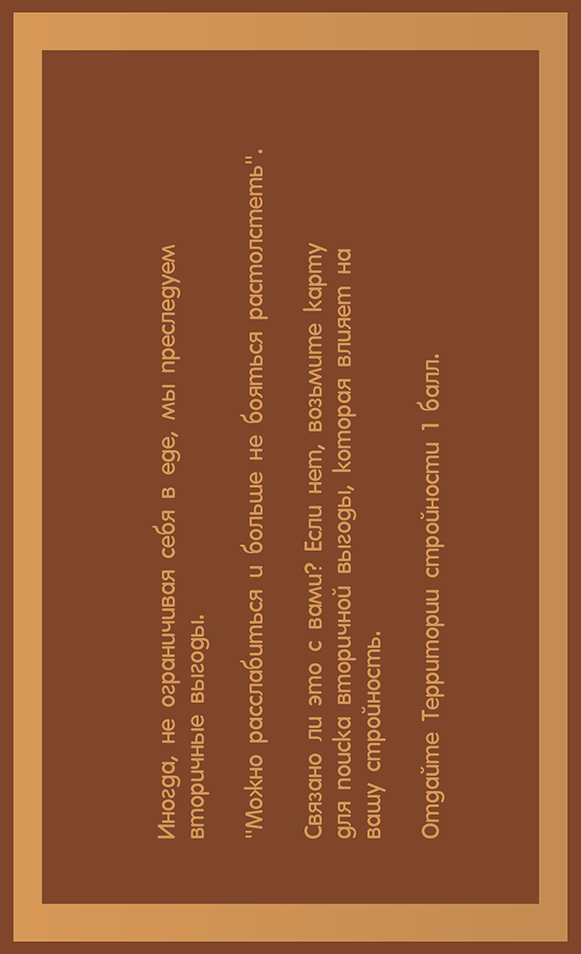 Иногда, не ограничивая себя в еде, мы преследуем
вторичные выгоды.
"Можно расслабиться и больше не бояться растолстеть".
Связано ли это с вами? Если нет, возьмите карту
для поиска вторичной выгоды, которая влияет на
вашу стройность.
Отдайте Территории стройности 1 балл.